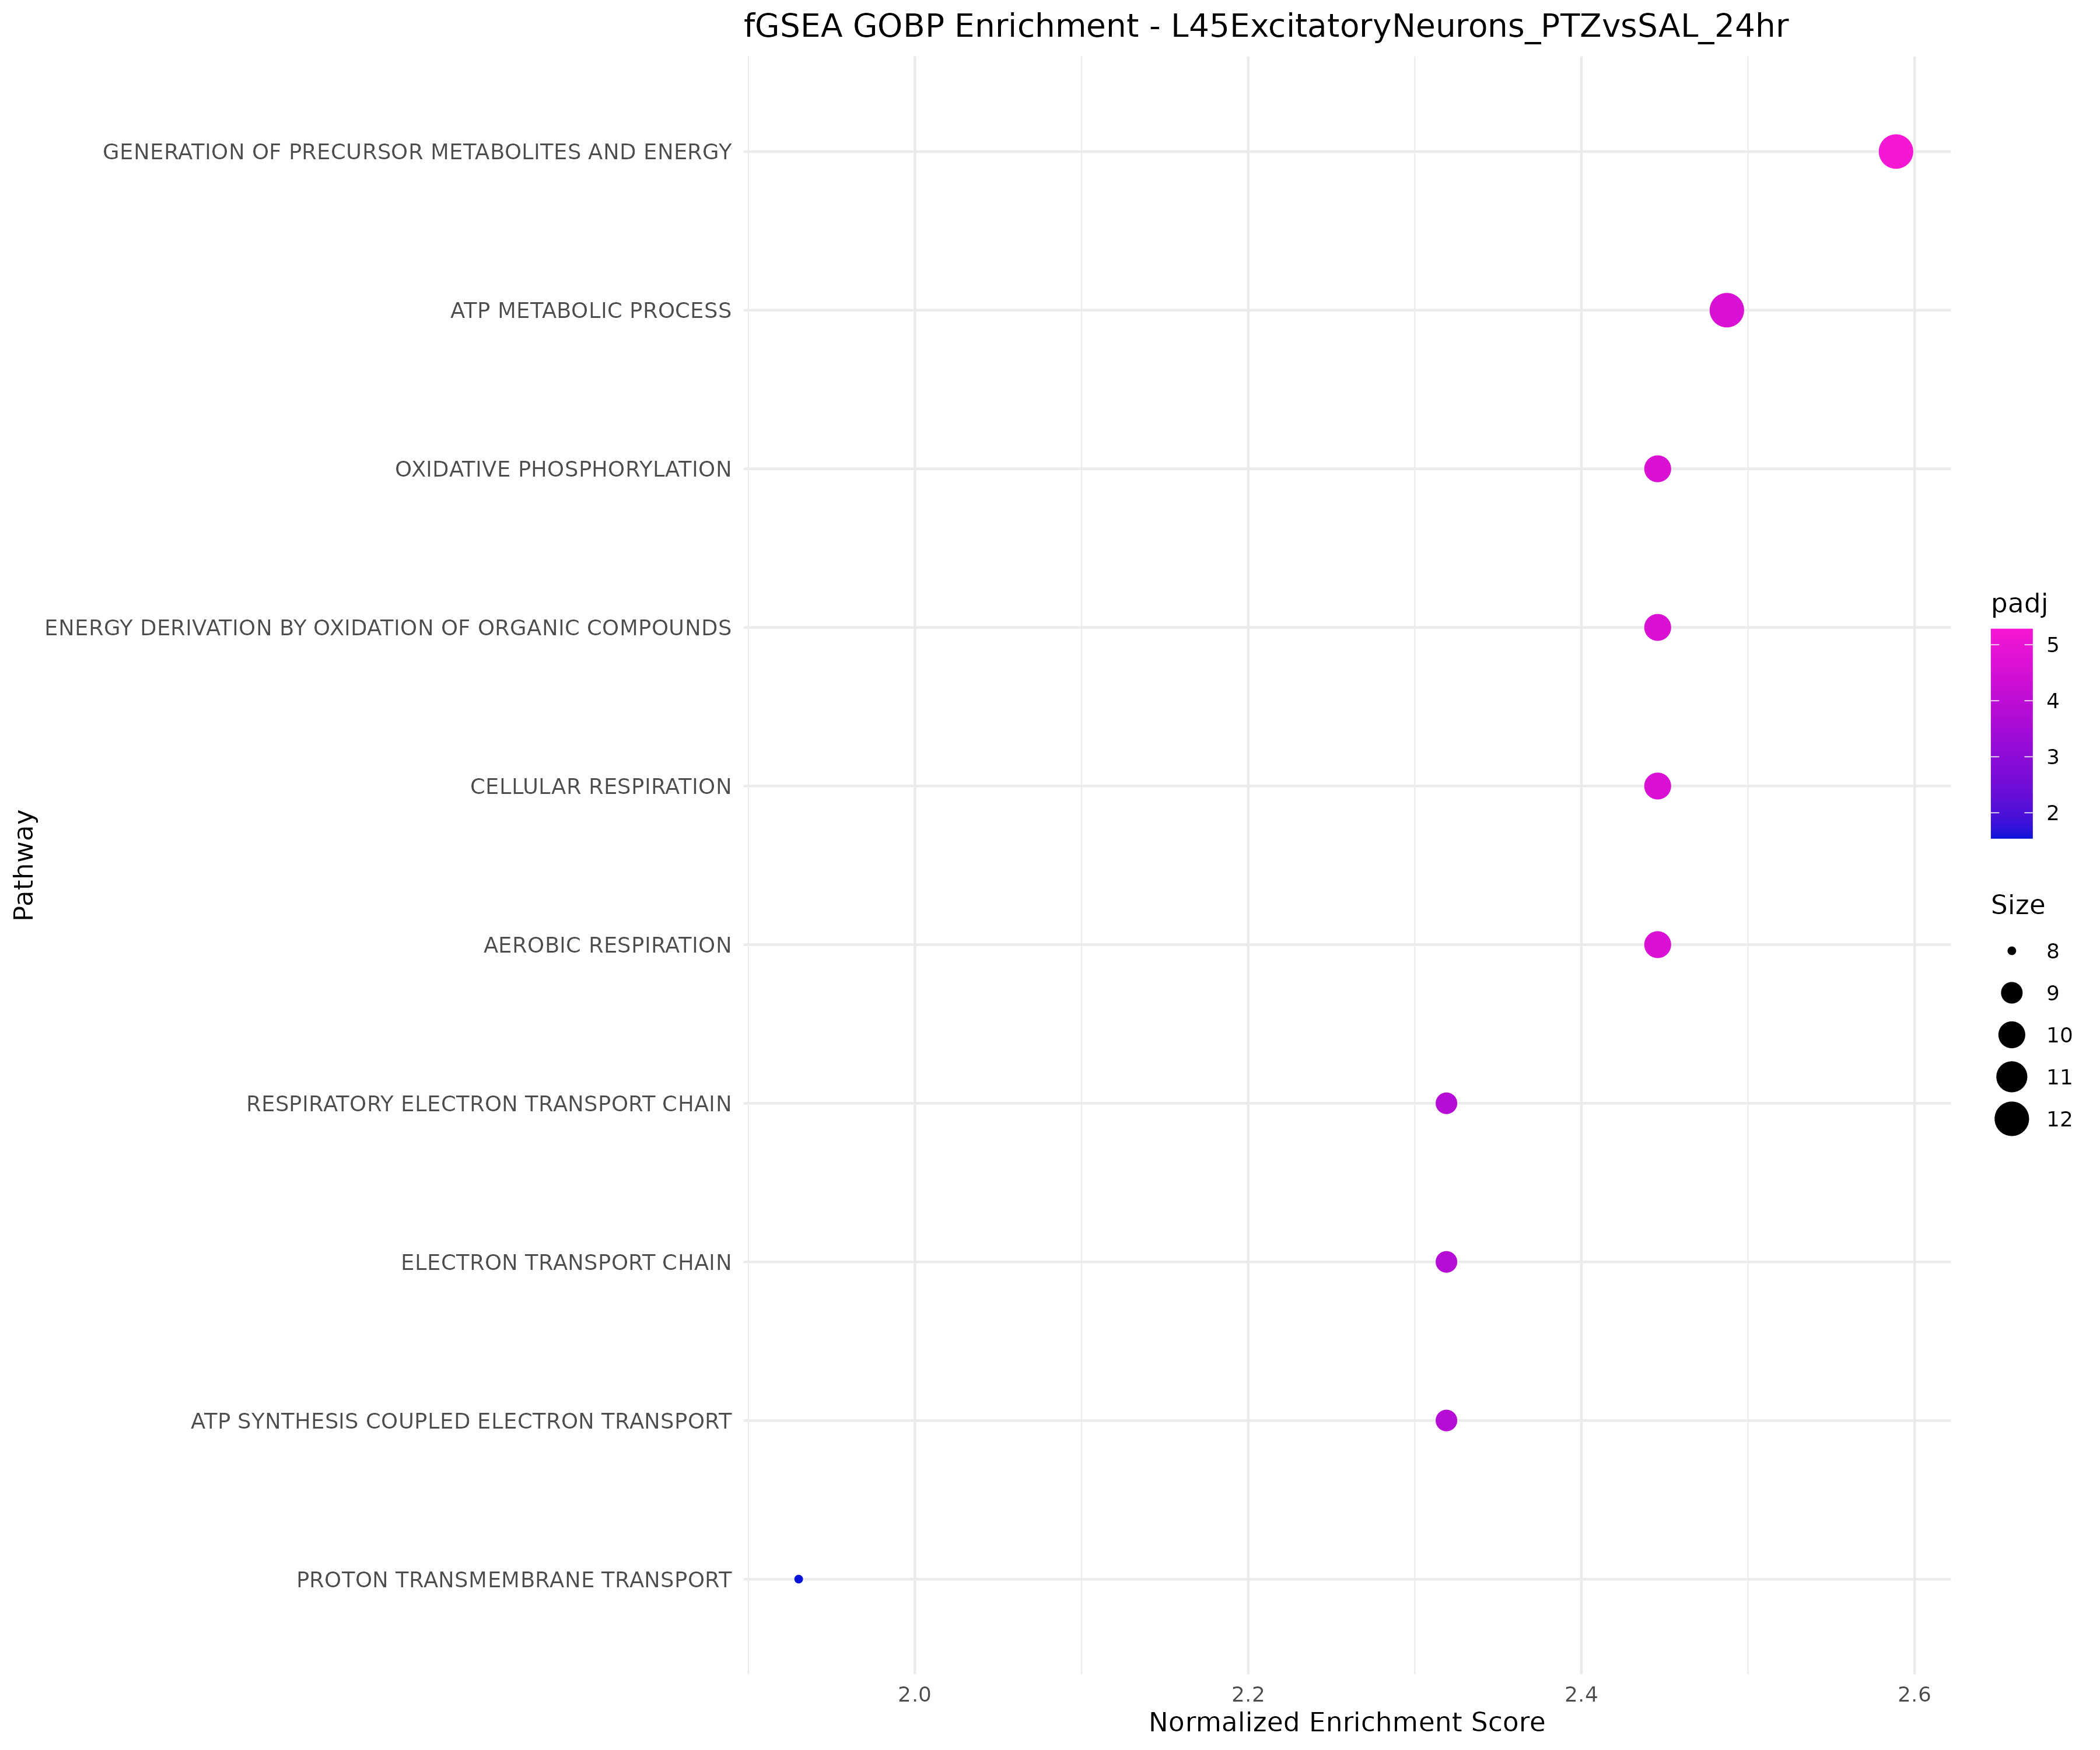 fGSEA GOBP Enrichment - L45ExcitatoryNeurons_PTZvsSAL_24hr
GENERATION OF PRECURSOR METABOLITES AND ENERGY
ATP METABOLIC PROCESS
OXIDATIVE PHOSPHORYLATION
ENERGY DERIVATION BY OXIDATION OF ORGANIC COMPOUNDS
CELLULAR RESPIRATION
AEROBIC RESPIRATION
RESPIRATORY ELECTRON TRANSPORT CHAIN
ELECTRON TRANSPORT CHAIN
ATP SYNTHESIS COUPLED ELECTRON TRANSPORT
PROTON TRANSMEMBRANE TRANSPORT
Pathway
2.0
2.2
2.4
2.6
Normalized Enrichment Score
padj
5
4
3
2
Size
8
9
10
11
12